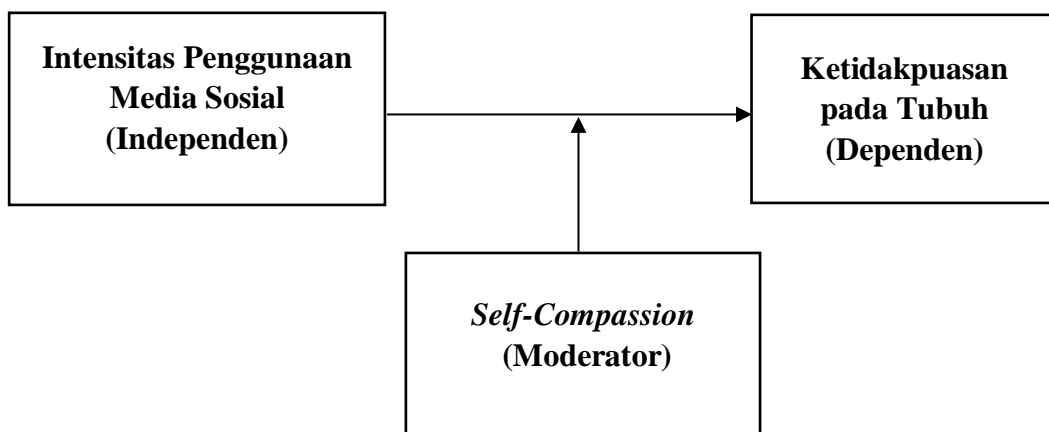 Intensitas Penggunaan
Media Sosial
(Independen)
Ketidakpuasan
pada Tubuh
(Dependen)
Self-Compassion
(Moderator)